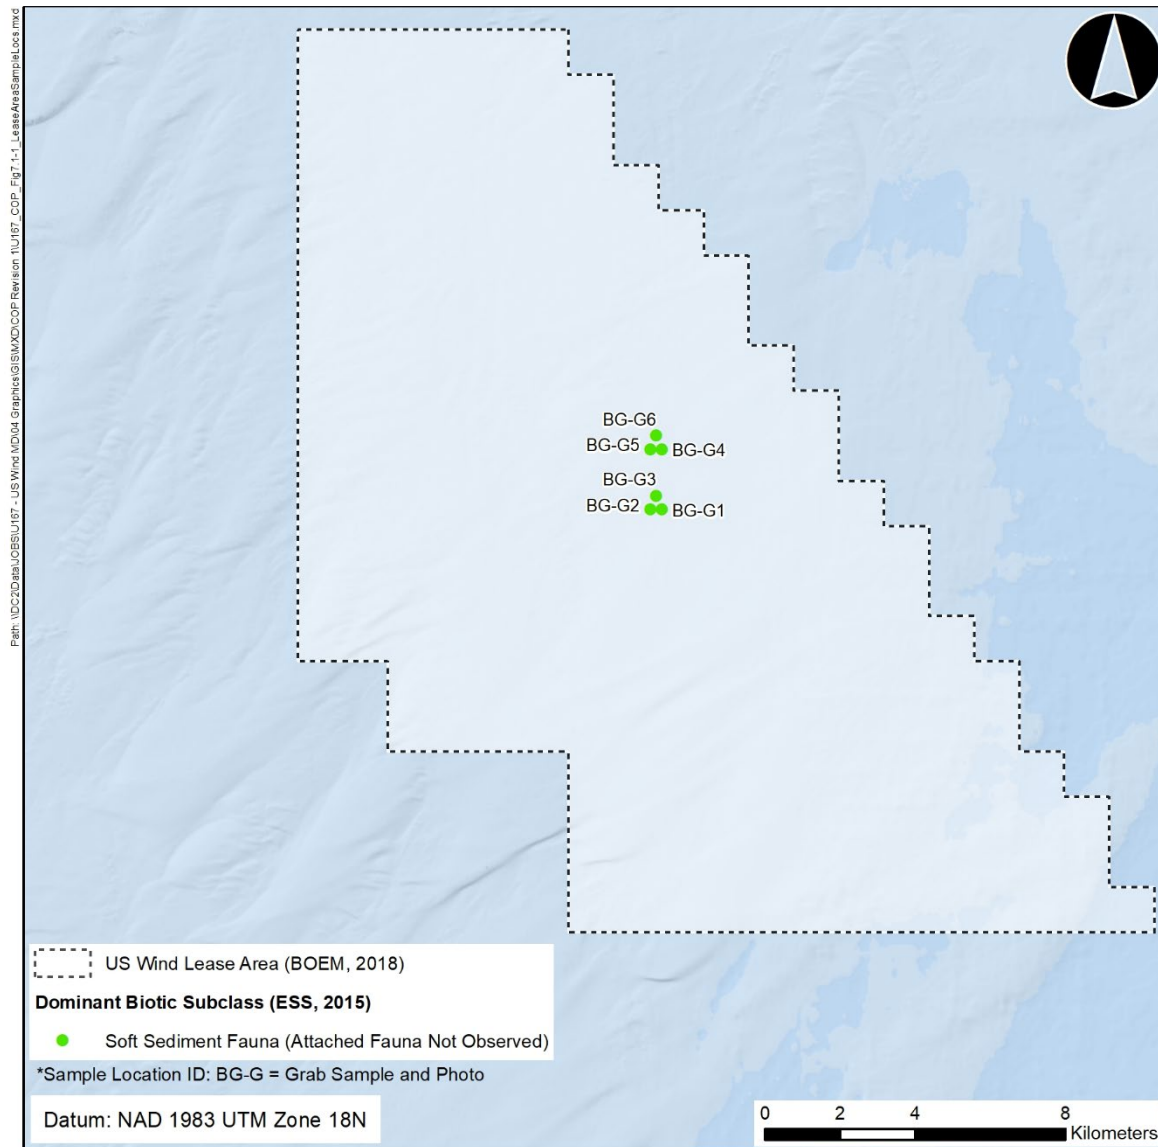 Path: \\DC2\Data\JOBS\U167 - US Wind MD\04 Graphics\GIS\MXD\COP Revision 1\U167_COP_Fig7.1-1_LeaseAreaSampleLocs.mxd
BG-G6
BG-G5
BG-G4
BG-G3
BG-G2
BG-G1
US Wind Lease Area (BOEM, 2018)
Dominant Biotic Subclass (ESS, 2015)
Soft Sediment Fauna (Attached Fauna Not Observed)
*Sample Location ID: BG-G = Grab Sample and Photo
Datum: NAD 1983 UTM Zone 18N
0 2 4 8
Kilometers